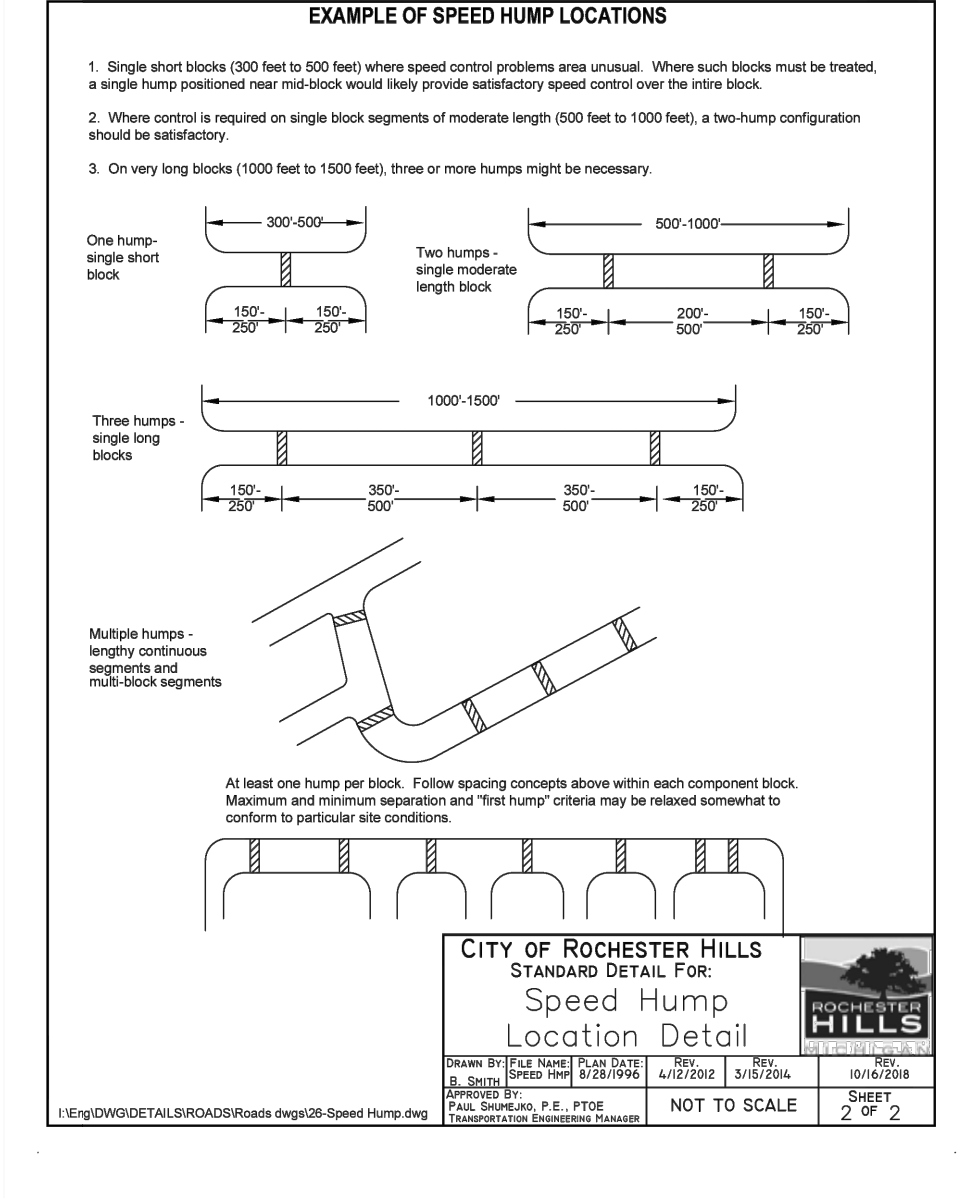 EXAMPLE OF SPEED HUMP LOCATIONS
1. Single short blocks (300 feet to 500 feet) where speed control problems area unusual. Where such blocks must be treated,
a single hump positioned near mid-block would likely provide satisfactory speed control over the intire block.
2. Where control is required on single block segments of moderate length (500 feet to 1000 feet), a two-hump configuration
should be satisfactory.
3. On very long blocks (1000 feet to 1500 feet), three or more humps might be necessary.
One hump-
single short
block
300'-500'
150'-
250'
150'-
250'
Two humps -
single moderate
length block
500'-1000'
150'-
250'
200'-
500'
150'-
250'
Three humps -
single long
blocks
1000'-1500'
150'-
250'
350'-
500'
350'-
500'
150'-
250'
Multiple humps -
lengthy continuous
segments and
multi-block segments
At least one hump per block. Follow spacing concepts above within each component block.
Maximum and minimum separation and "first hump" criteria may be relaxed somewhat to
conform to particular site conditions.
CITY OF ROCHESTER HILLS
STANDARD DETAIL FOR:
Speed Hump
Location Detail
ROCHESTER
HILLS
MICHIGAN
DRAWN BY:
B. SMITH
FILE NAME:
SPEED HMP
PLAN DATE:
8/28/1996
REV.
4/12/2012
REV.
3/15/2014
REV.
10/16/2018
APPROVED BY:
PAUL SHUMEJKO, P.E., PTOE
TRANSPORTATION ENGINEERING MANAGER
NOT TO SCALE
SHEET
2 OF 2
I:\Eng\DWG\DETAILS\ROADS\Roads dwgs\26-Speed Hump.dwg